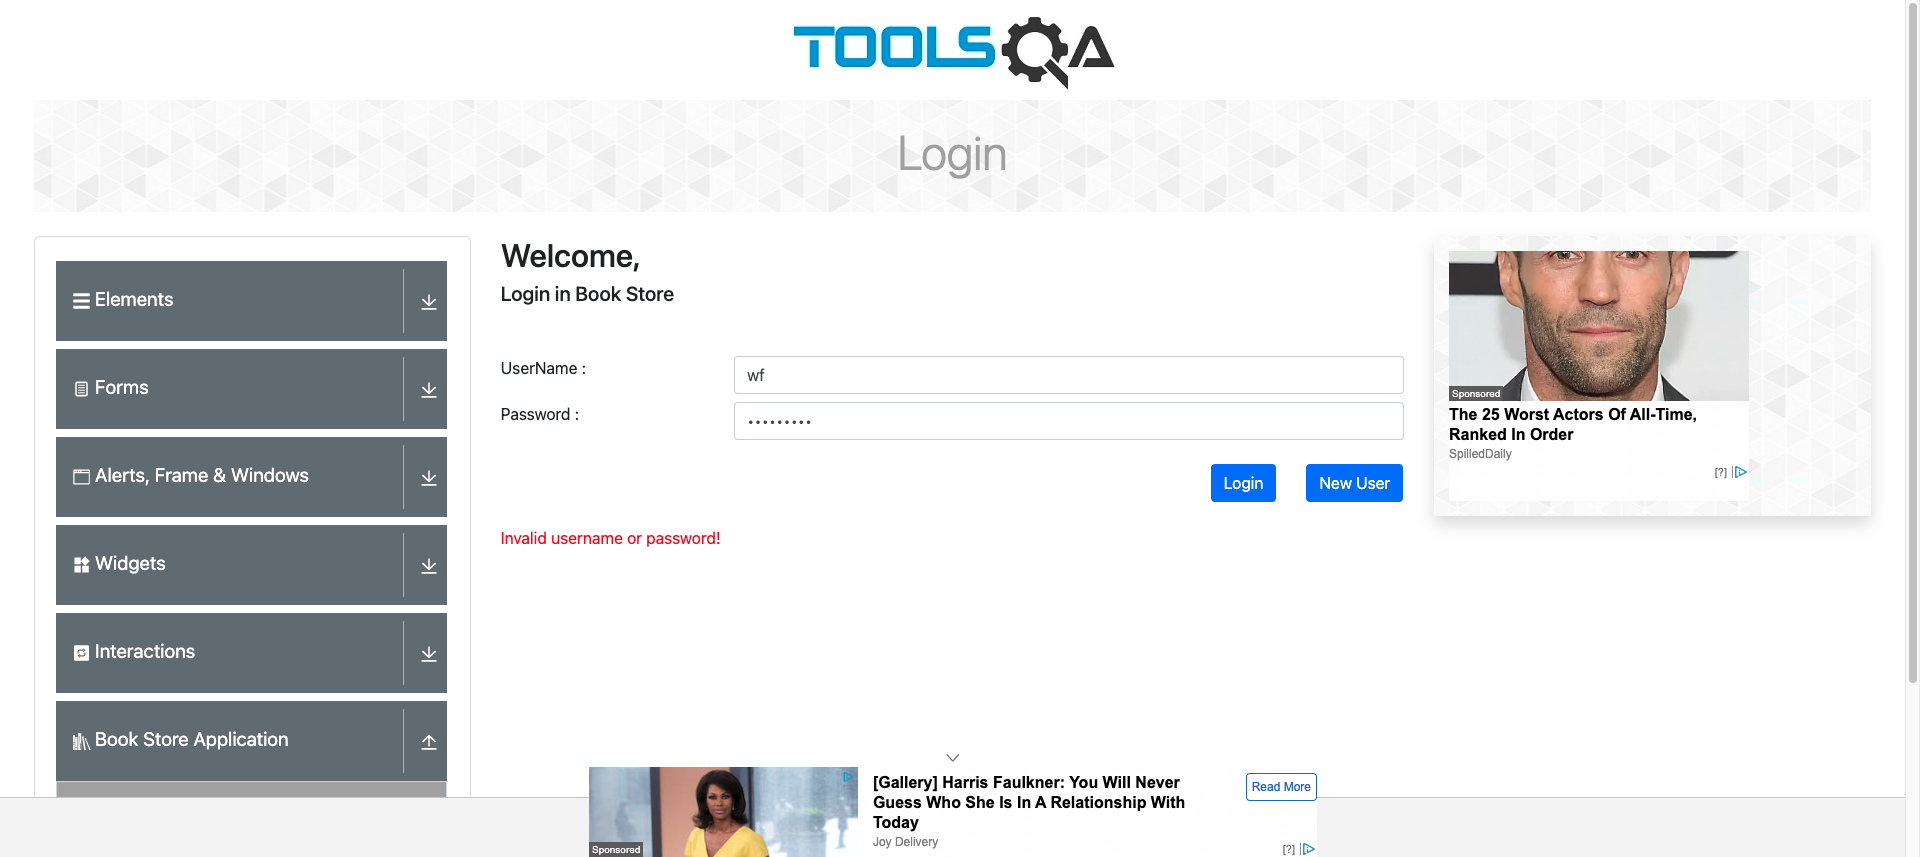 TOOLSQA
Login
Elements
Forms
Alerts, Frame & Windows
Widgets
Interactions
Book Store Application
Welcome,
Login in Book Store
UserName :
wf
Password :
•••••••••
Login
New User
Invalid username or password!
Sponsored
The 25 Worst Actors Of All-Time,
Ranked In Order
SpilledDaily
[?]
Sponsored
[Gallery] Harris Faulkner: You Will Never
Guess Who She Is In A Relationship With
Today
Joy Delivery
Read More
[?]